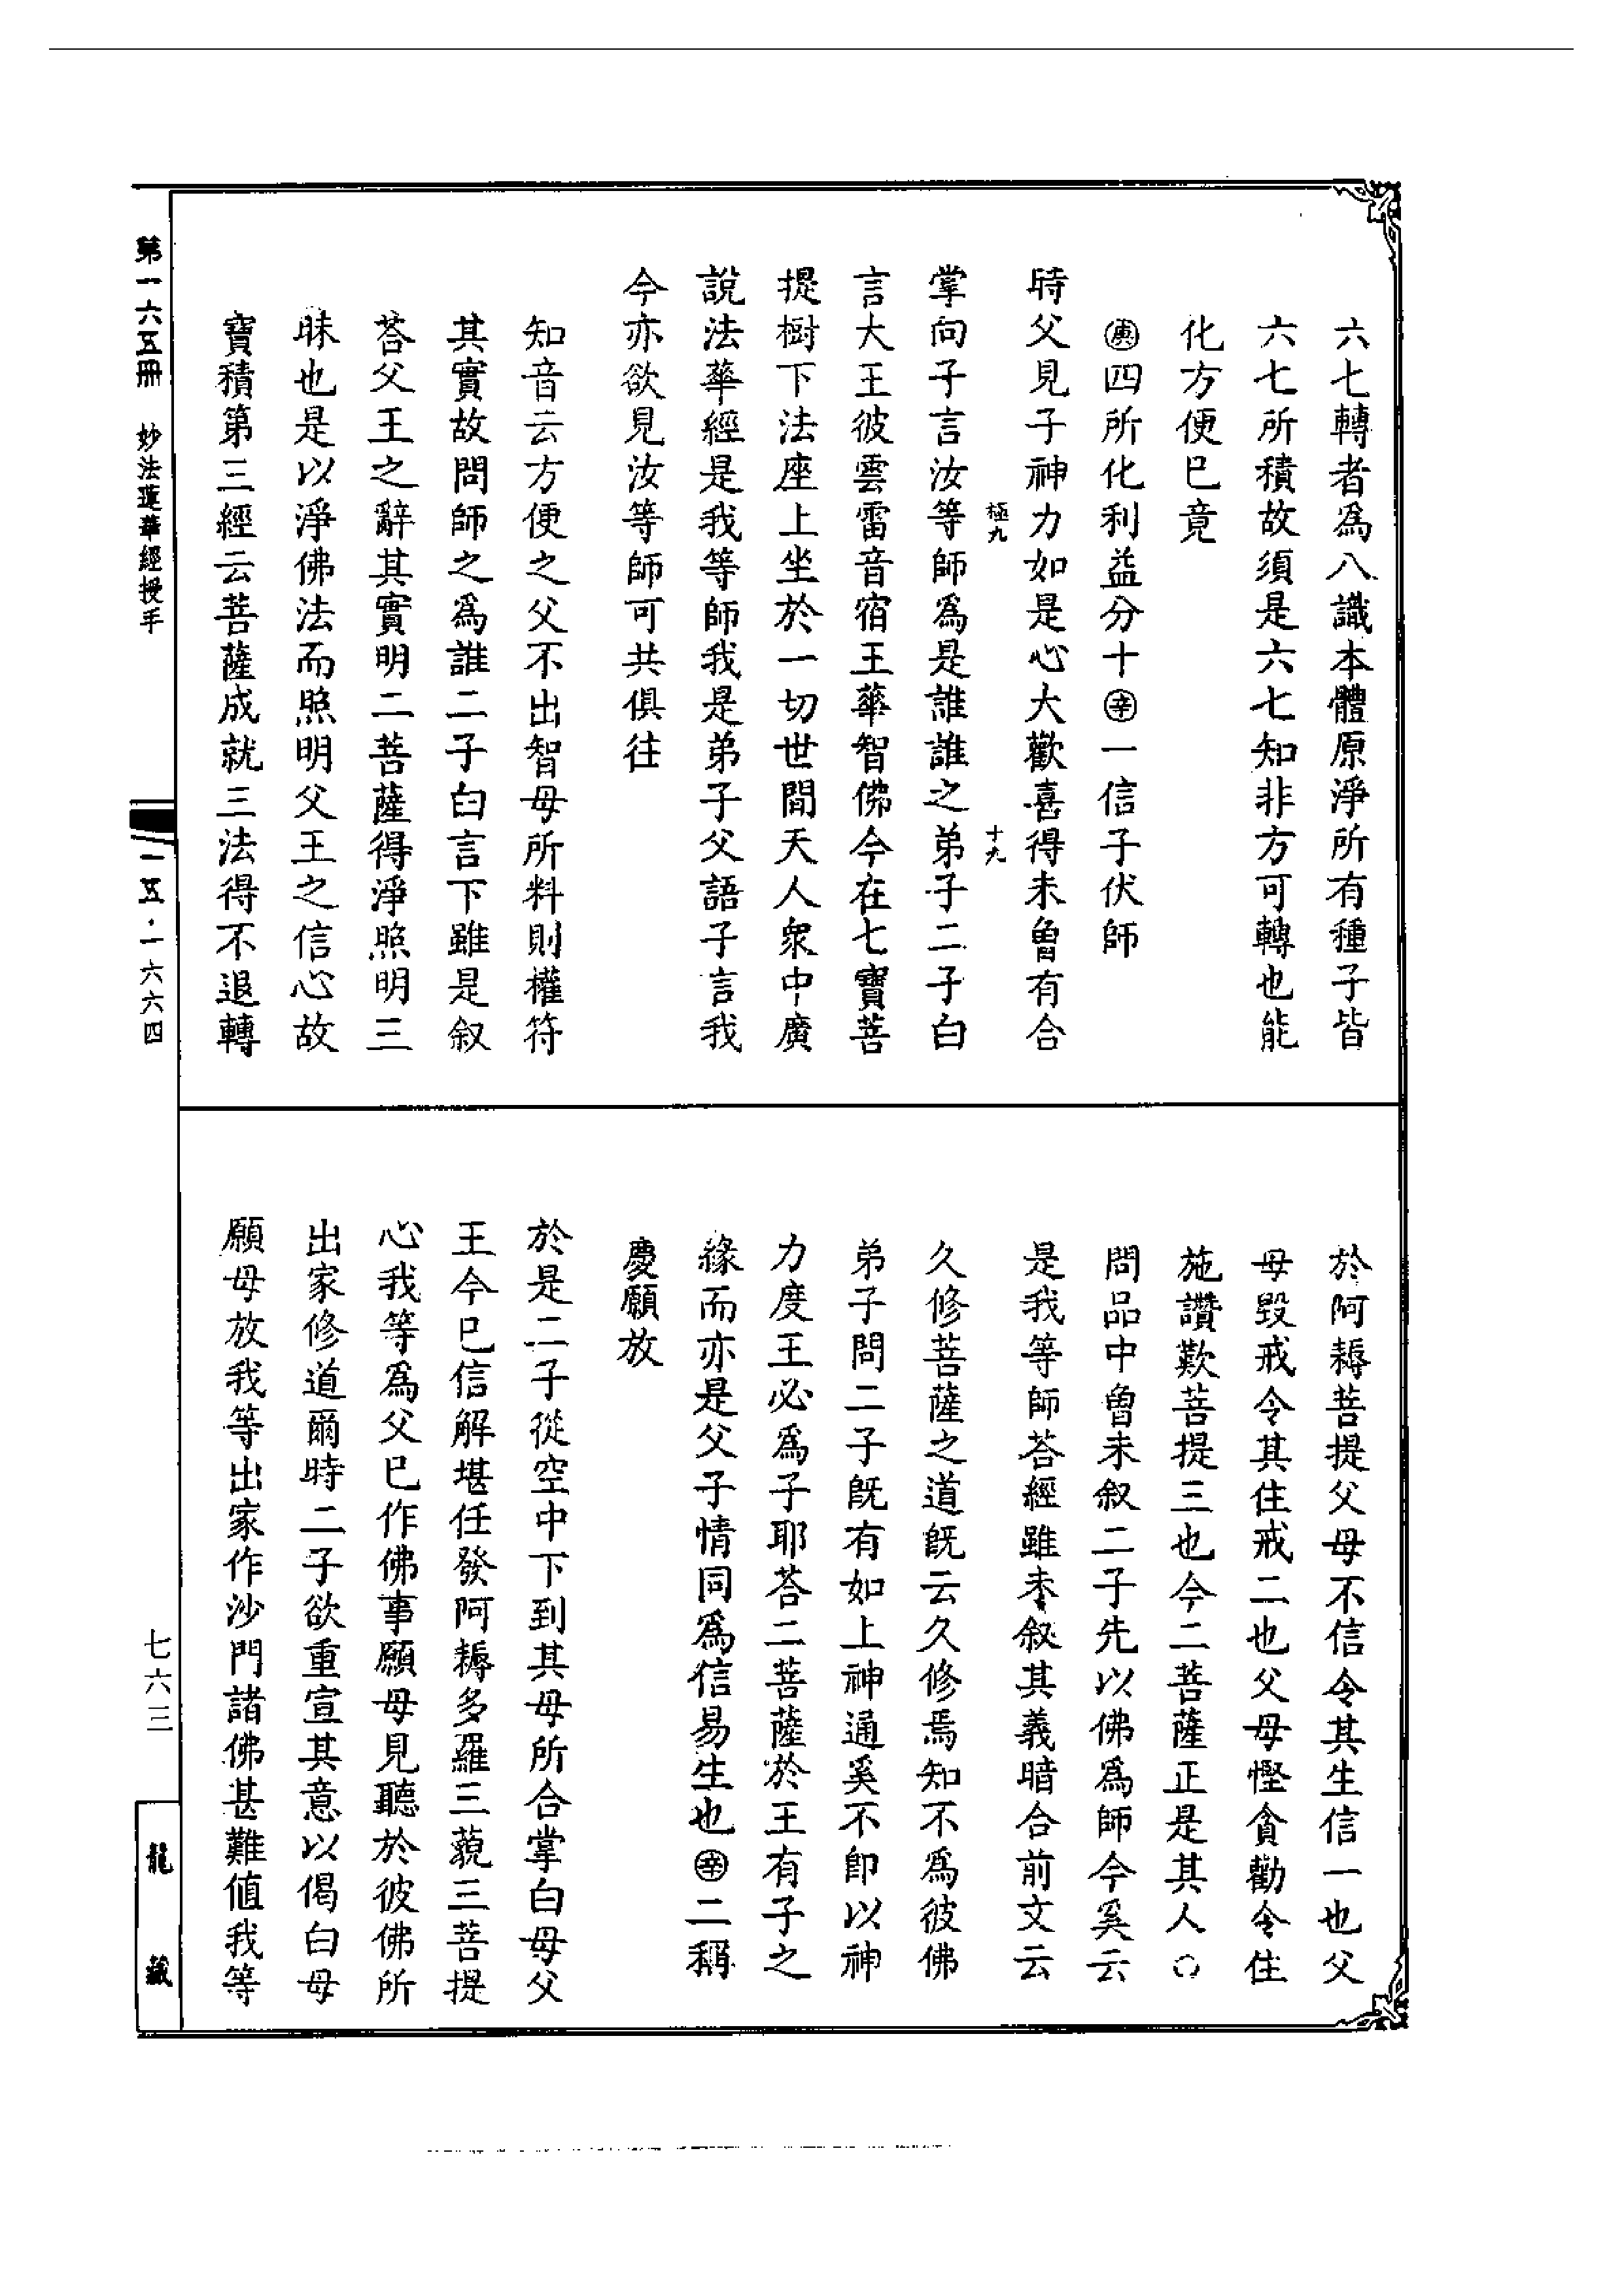 六七轉者為八識本體原淨所有種子皆
六七所積故須是六七知非方可轉也能
化方便巳竟
㊪四所化利益分十㊛一信子伏師
時父見子神力如是心大歡喜得未曾有合
極九
十九
掌向子言汝等師為是誰誰之弟子二子白
言大王彼雲雷音宿王華智佛今在七寶菩
提樹下法座上坐於一切世間天人衆中廣
說法華經是我等師我是弟子父語子言我
今亦欲見汝等師可共俱往
知音云方便之父不出智母所料則權符
其實故問師之為誰二子白言下雖是叙
荅父王之辭其實明二菩薩得淨照明三
昧也是以淨佛法而照明父王之信心故
寶積第三經云菩薩成就三法得不退轉
於阿耨菩提父母不信令其生信一也父
母毀戒令其住戒二也父母慳貪勸令住
施讚歎菩提三也今二菩薩正是其人○
問品中曾未叙二子先以佛為師今奚云
是我等師荅經雖未叙其義暗合前文云
久修菩薩之道旣云久修焉知不為彼佛
弟子問二子旣有如上神通奚不即以神
力度王必為子耶荅二菩薩於王有子之
緣而亦是父子情同為信易生也辛二稱
慶願放
於是二子從空中下到其母所合掌白母父
王今巳信解堪任發阿耨多羅三藐三菩提
心我等為父巳作佛事願母見聽於彼佛所
出家修道爾時二子欲重宣其意以偈白母
願母放我等出家作沙門諸佛甚難值我等
第一六五冊　妙法蓮華經授手
一五·一六六四
七六三
龍藏